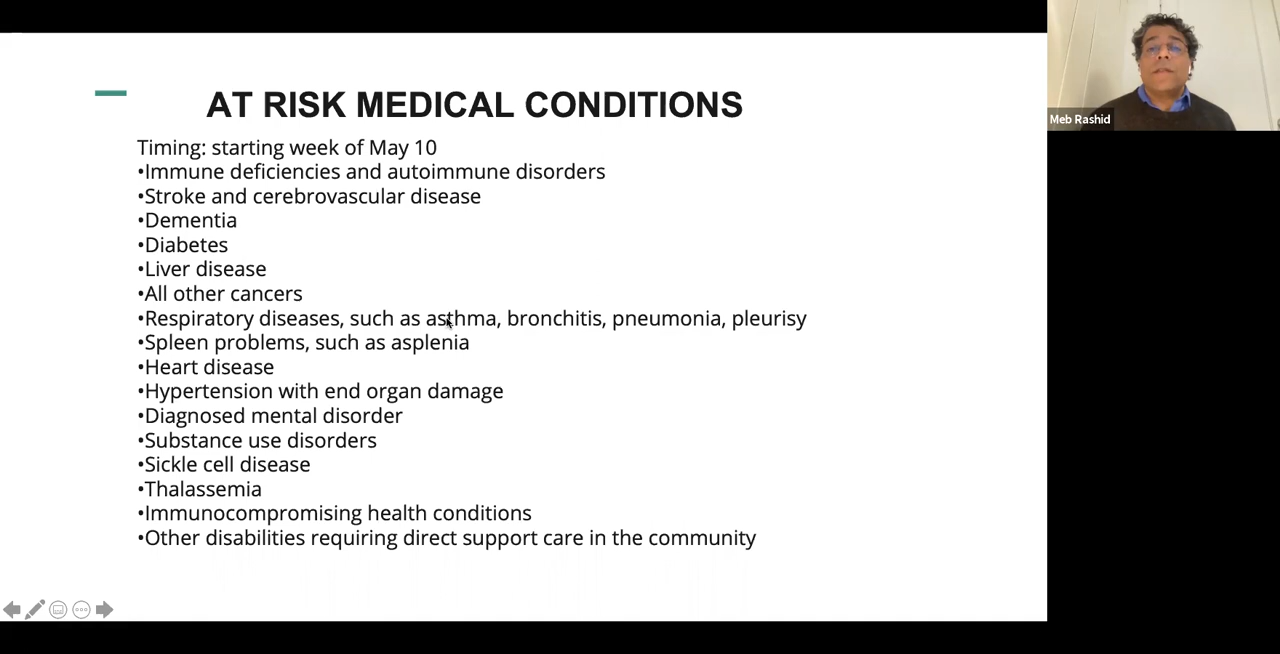 AT RISK MEDICAL CONDITIONS
Timing: starting week of May 10
•Immune deficiencies and autoimmune disorders
•Stroke and cerebrovascular disease
•Dementia
•Diabetes
•Liver disease
•All other cancers
•Respiratory diseases, such as asthma, bronchitis, pneumonia, pleurisy
•Spleen problems, such as asplenia
•Heart disease
•Hypertension with end organ damage
•Diagnosed mental disorder
•Substance use disorders
•Sickle cell disease
•Thalassemia
•Immunocompromising health conditions
•Other disabilities requiring direct support care in the community
Meb Rashid